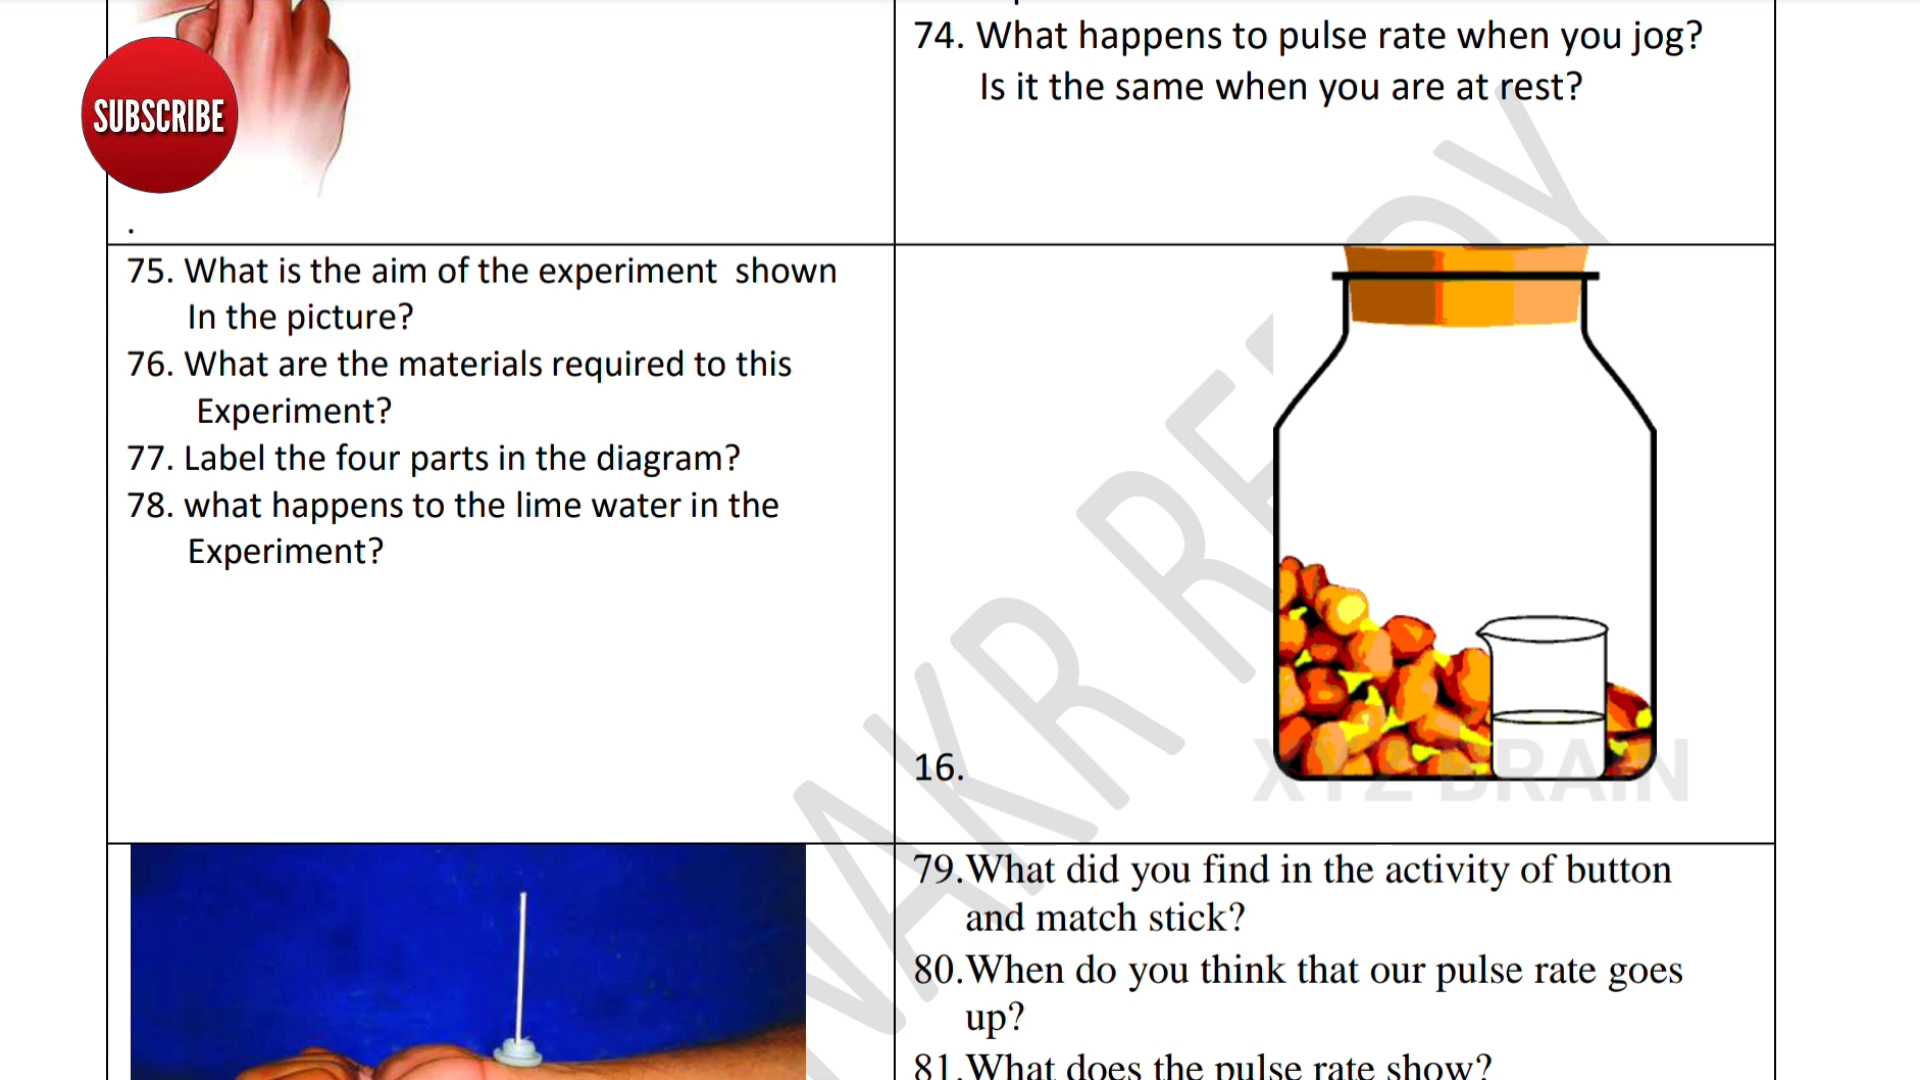 SUBSCRIBE
74. What happens to pulse rate when you jog?
Is it the same when you are at rest?
.
75. What is the aim of the experiment shown
In the picture?
76. What are the materials required to this
Experiment?
77. Label the four parts in the diagram?
78. what happens to the lime water in the
Experiment?
16.
XYZ BRAIN
79.What did you find in the activity of button
and match stick?
80.When do you think that our pulse rate goes
up?
81.What does the pulse rate show?